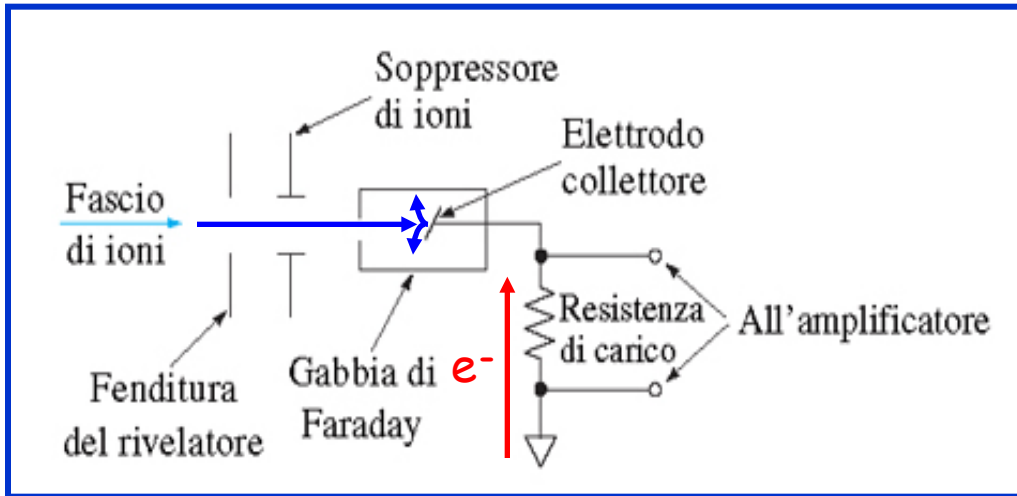 Soppressore
di ioni
Elettrodo
collettore
Fascio
di ioni
Resistenza
di carico
All'amplificatore
Fenditura
del rivelatore
Gabbia di
Faraday
e-